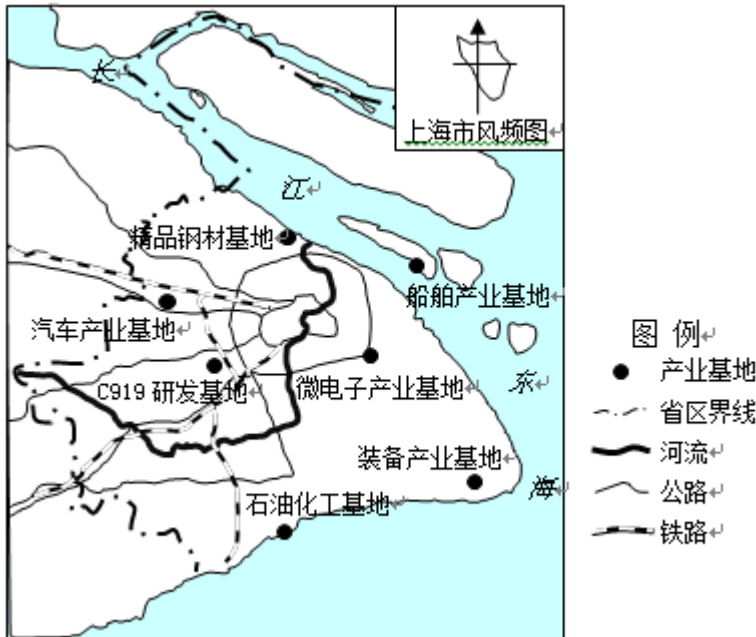 长
上海市风频图
江
精品钢材基地
船舶产业基地
汽车产业基地
C919 研发基地
微电子产业基地
东
装备产业基地
海
石油化工基地
图 例
产业基地
省区界线
河流
公路
铁路